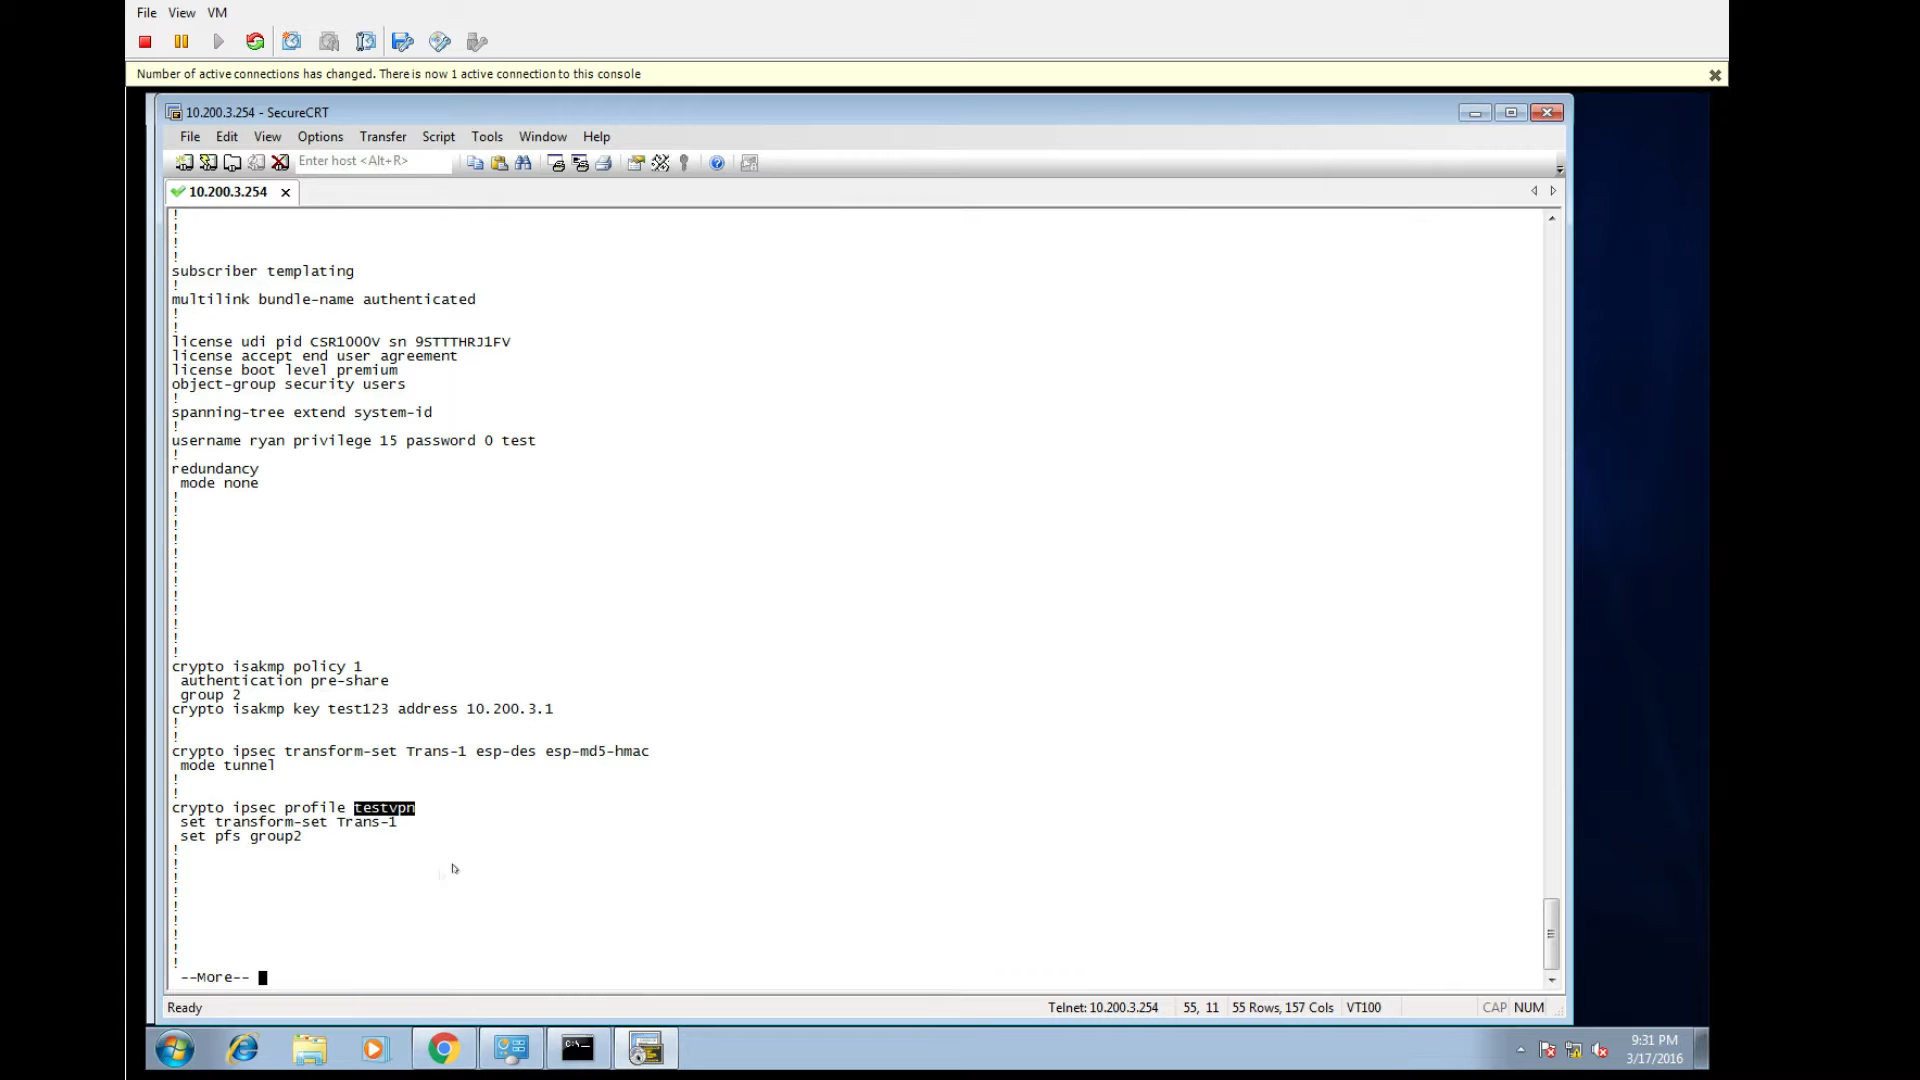 File View VM
Number of active connections has changed. There is now 1 active connection to this console
10.200.3.254 - SecureCRT
File Edit View Options Transfer Script Tools Window Help
Enter host <Alt+R>
10.200.3.254
!
!
!
!
subscriber templating
!
multilink bundle-name authenticated
!
!
license udi pid CSR1000V sn 9STTTHRJ1FV
license accept end user agreement
license boot level premium
object-group security users
!
spanning-tree extend system-id
!
username ryan privilege 15 password 0 test
!
redundancy
mode none
!
!
!
!
!
!
!
!
!
!
!
!
crypto isakmp policy 1
authentication pre-share
group 2
crypto isakmp key test123 address 10.200.3.1
!
!
crypto ipsec transform-set Trans-1 esp-des esp-md5-hmac
mode tunnel
!
!
crypto ipsec profile testvpn
set transform-set Trans-1
set pfs group2
!
!
!
!
!
!
!
!
!
--More--
Ready Telnet: 10.200.3.254 55, 11 55 Rows, 157 Cols VT100 CAP NUM
C:\
9:31 PM
3/17/2016